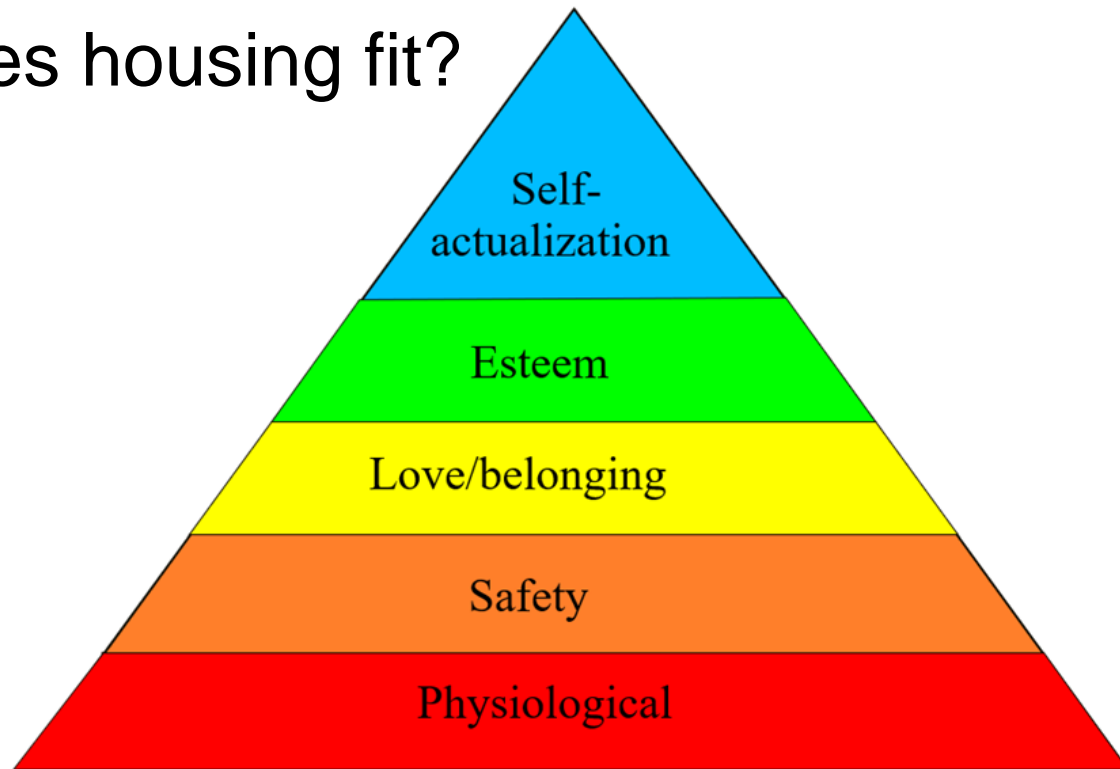 es housing fit?
Self-
actualization
Esteem
Love/belonging
Safety
Physiological